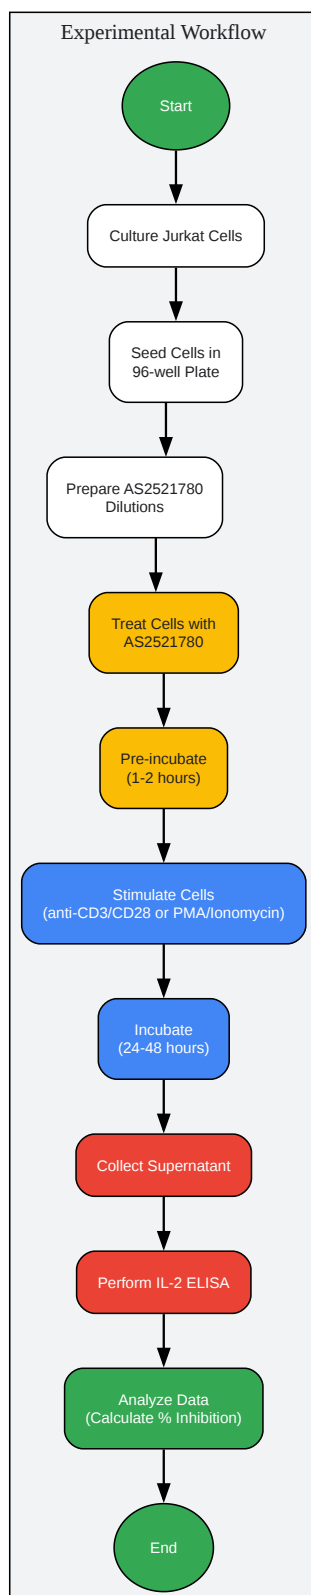 Experimental Workflow
Start
Culture Jurkat Cells
Seed Cells in
96-well Plate
Prepare AS2521780
Dilutions
Treat Cells with
AS2521780
Pre-incubate
(1-2 hours)
Stimulate Cells
(anti-CD3/CD28 or PMA/Ionomycin)
Incubate
(24-48 hours)
Collect Supernatant
Perform IL-2 ELISA
Analyze Data
(Calculate % Inhibition)
End